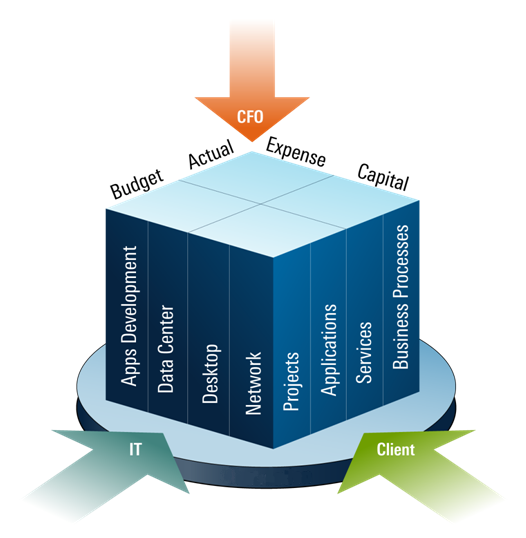 CFO
Budget
Actual
Expense
Capital
Apps Development
Data Center
Desktop
Network
Projects
Applications
Services
Business Processes
IT
Client